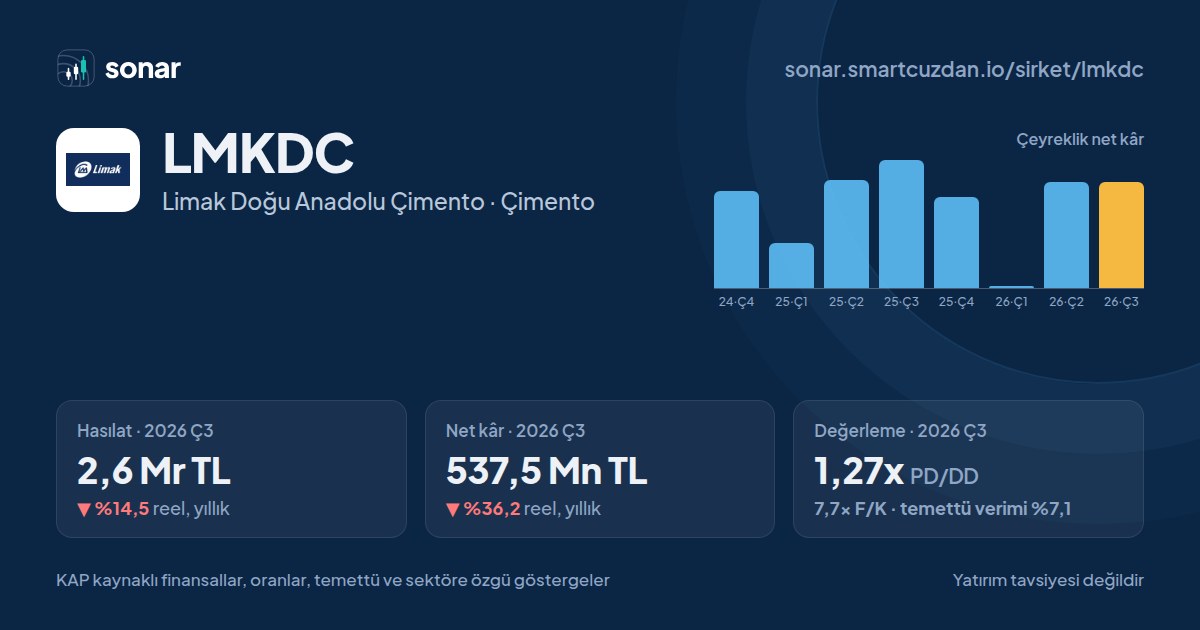 sonar
sonar.smartcuzdan.io/sirket/lmkdc
Limak
LMKDC
Limak Doğu Anadolu Çimento · Çimento
Çeyreklik net kâr
24·Ç4 25·Ç1 25·Ç2 25·Ç3 25·Ç4 26·Ç1 26·Ç2 26·Ç3
Hasılat · 2026 Ç3
2,6 Mr TL
▼ %14,5 reel, yıllık
Net kâr · 2026 Ç3
537,5 Mn TL
▼ %36,2 reel, yıllık
Değerleme · 2026 Ç3
1,27x PD/DD
7,7x F/K · temettü verimi %7,1
KAP kaynaklı finansallar, oranlar, temettü ve sektöre özgü göstergeler
Yatırım tavsiyesi değildir